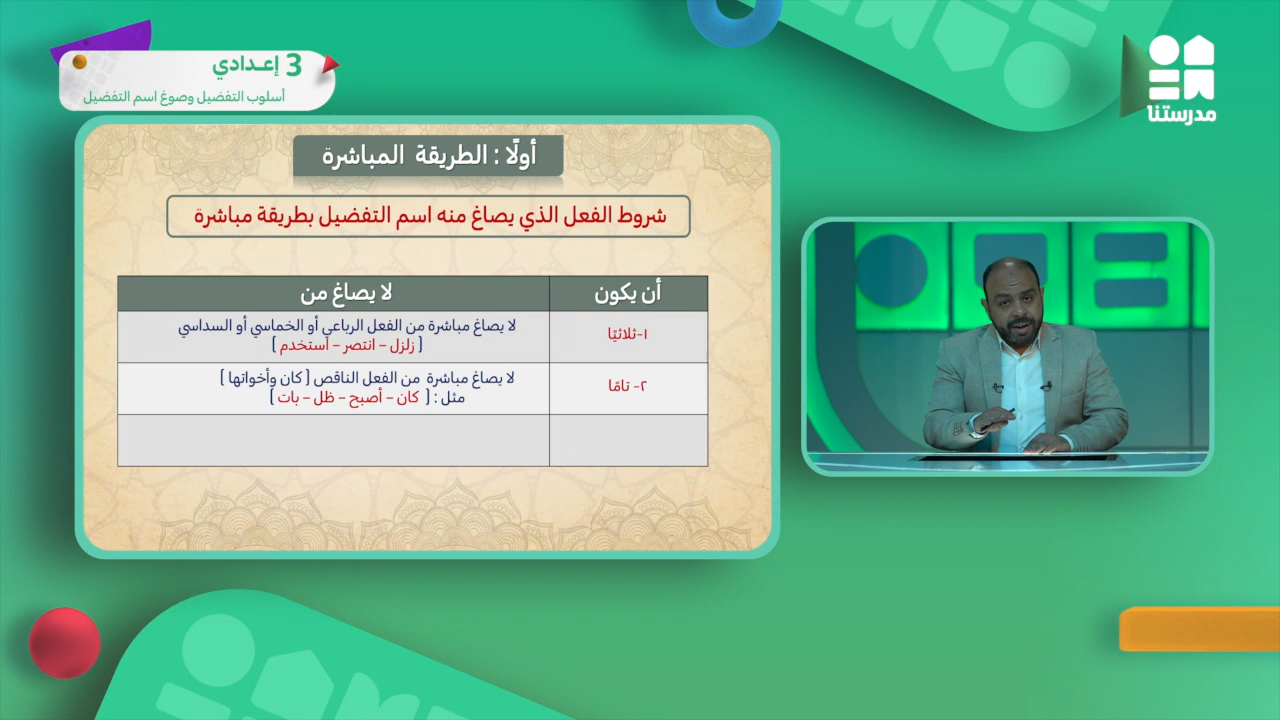 3 إعـدادي
أسلوب التفضيل وصوغ اسم التفضيل
مدرستنا
أولًا : الطريقة المباشرة
شروط الفعل الذي يصاغ منه اسم التفضيل بطريقة مباشرة
أن يكون
لا يصاغ من
١-ثلاثيًا
لا يصاغ مباشرة من الفعل الرباعي أو الخماسي أو السداسي
[ زلزل – انتصر – استخدم ]
٢- تامًا
لا يصاغ مباشرة من الفعل الناقص [ كان وأخواتها ]
مثل : [ كان – أصبح – ظل – بات ]